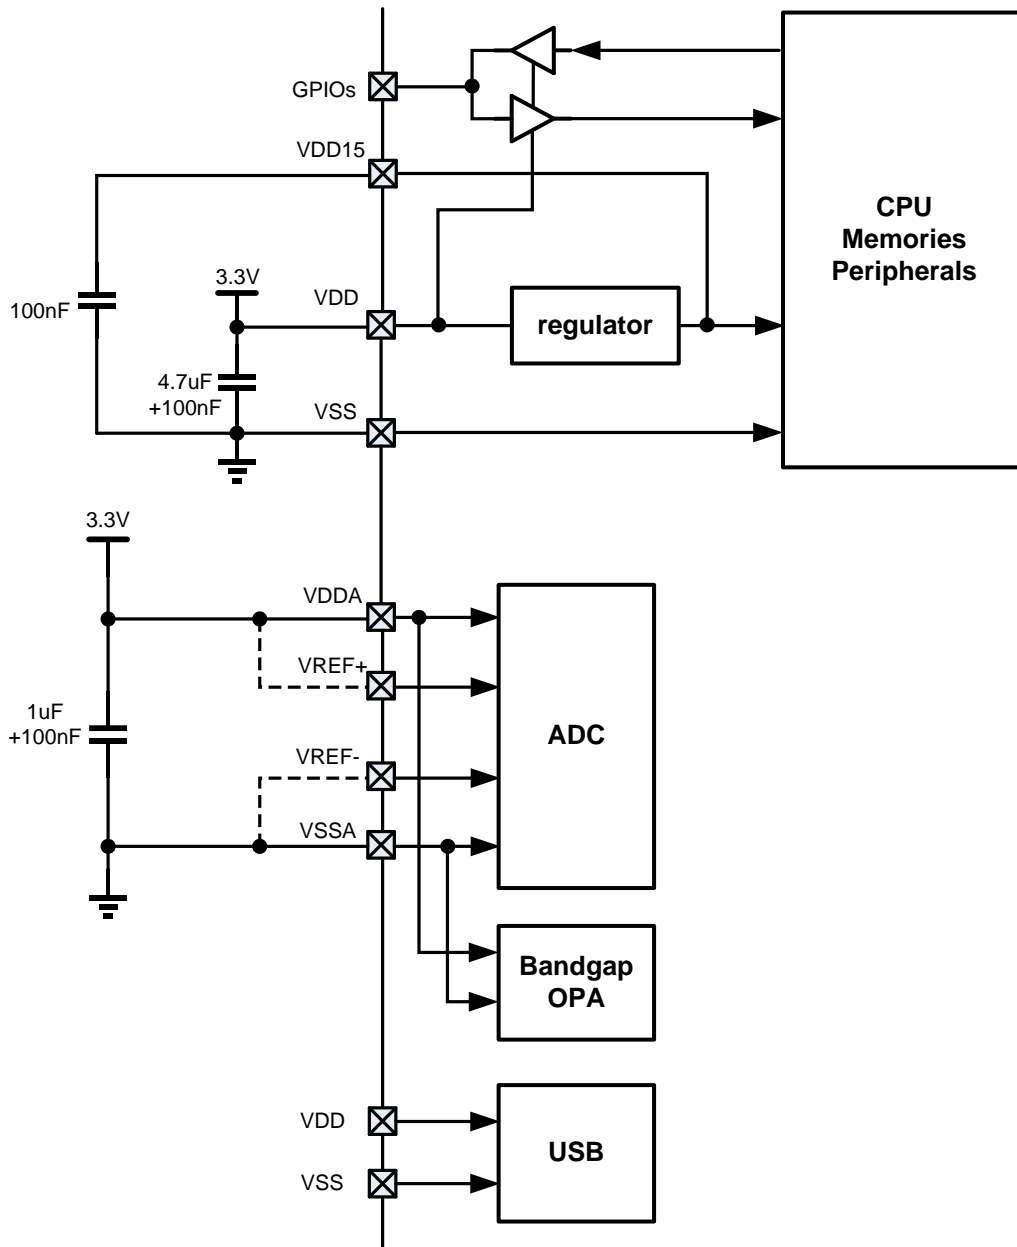 GPIOs
VDD15
CPU
Memories
Peripherals
3.3V
VDD
100nF
regulator
4.7uF
+100nF
VSS
3.3V
VDDA
VREF+
1uF
+100nF
ADC
VREF-
VSSA
Bandgap
OPA
VDD
USB
VSS